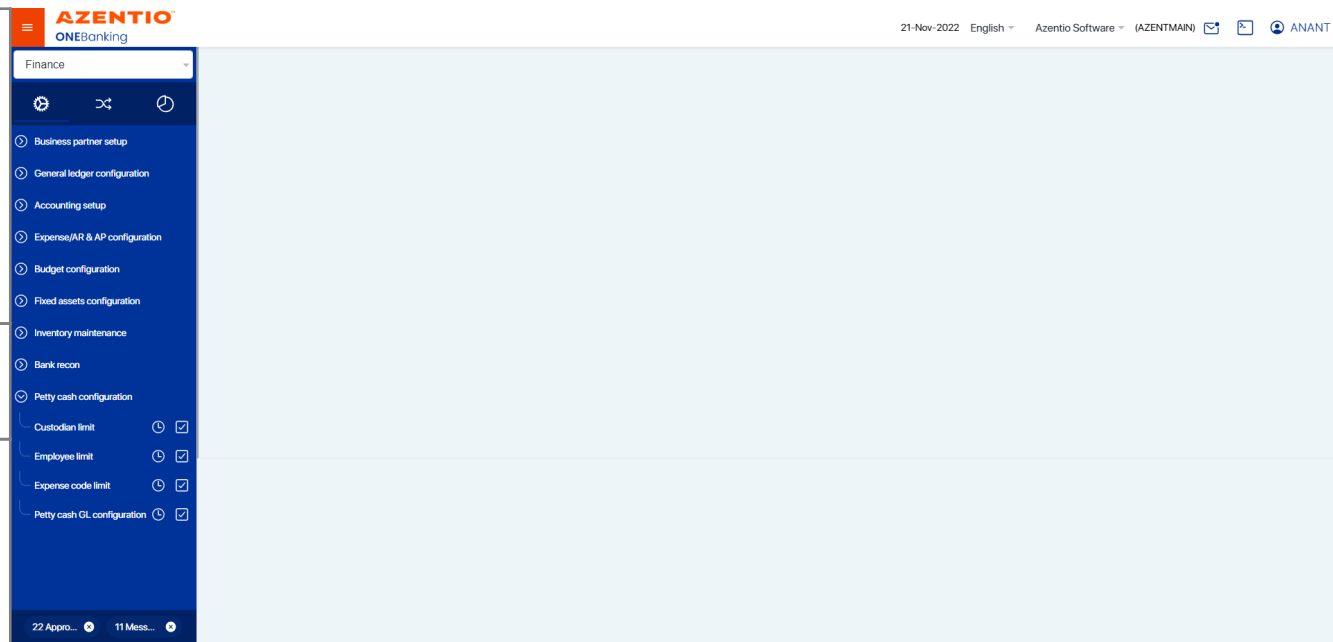 AZENTIO™
ONEBanking
21-Nov-2022 English Azentio Software (AZENTMAIN) ANANT
Finance
Business partner setup
General ledger configuration
Accounting setup
Expense/AR & AP configuration
Budget configuration
Fixed assets configuration
Inventory maintenance
Bank recon
Petty cash configuration
Custodian limit
Employee limit
Expense code limit
Petty cash GL configuration
22 Appro... 11 Mess...